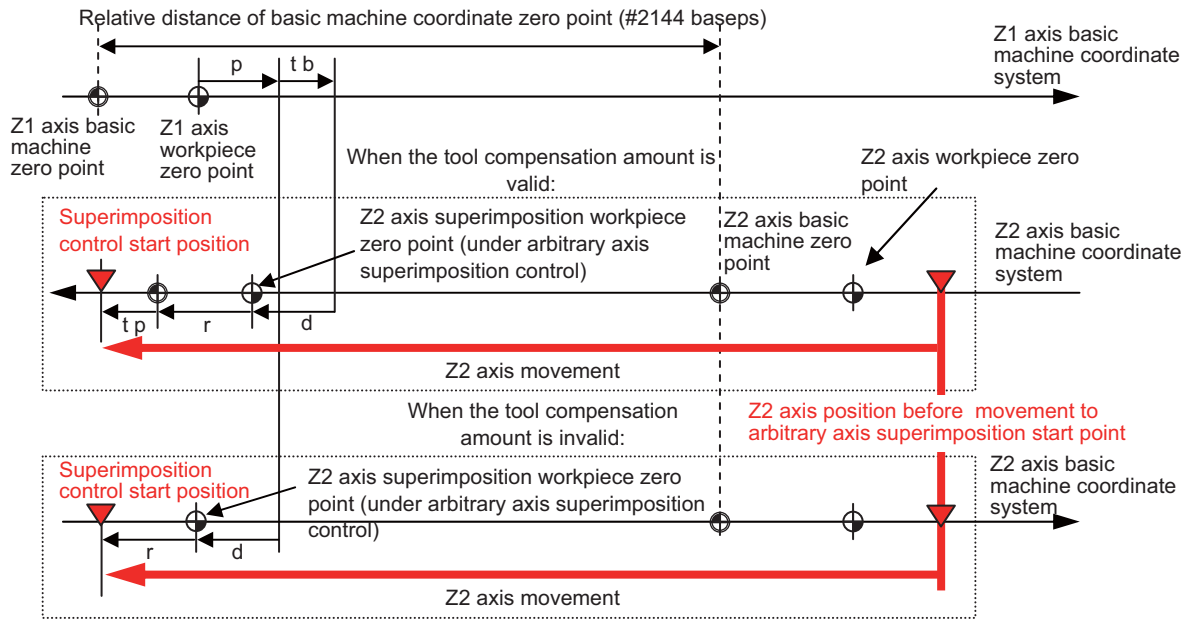 Relative distance of basic machine coordinate zero point (#2144 baseps)
Z1 axis basic
machine coordinate
system
p
t b
Z1 axis basic
machine
zero point
Z1 axis
workpiece
zero point
When the tool compensation amount is
valid:
Z2 axis workpiece zero
point
Superimposition
control start position
Z2 axis superimposition workpiece
zero point (under arbitrary axis
superimposition control)
Z2 axis basic
machine zero
point
Z2 axis basic
machine coordinate
system
t p
r
d
Z2 axis movement
When the tool compensation
amount is invalid:
Z2 axis position before movement to
arbitrary axis superimposition start point
Superimposition
control start position
Z2 axis superimposition workpiece zero
point (under arbitrary axis superimposition
control)
Z2 axis basic
machine coordinate
system
r
d
Z2 axis movement